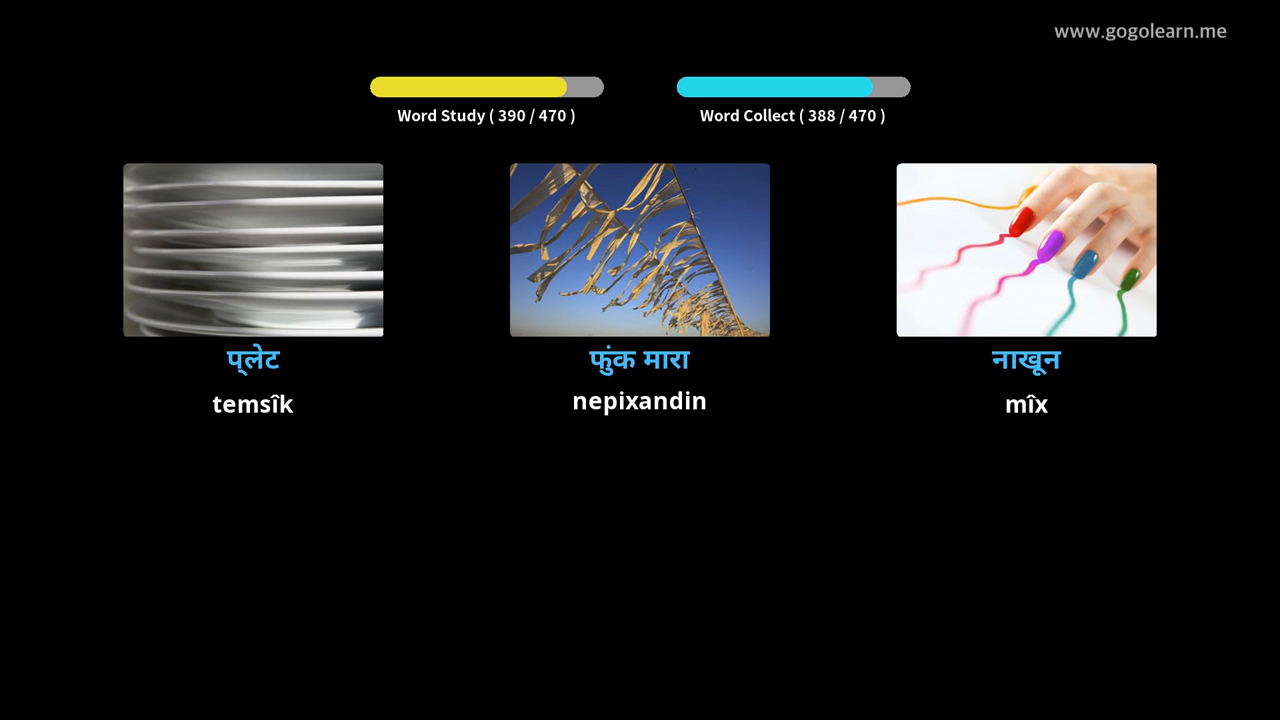 www.gogolearn.me
Word Study ( 390 / 470 )
Word Collect ( 388 / 470 )
प्लेट
फुंक मारा
नाखून
temsîk
nepixandin
mîx